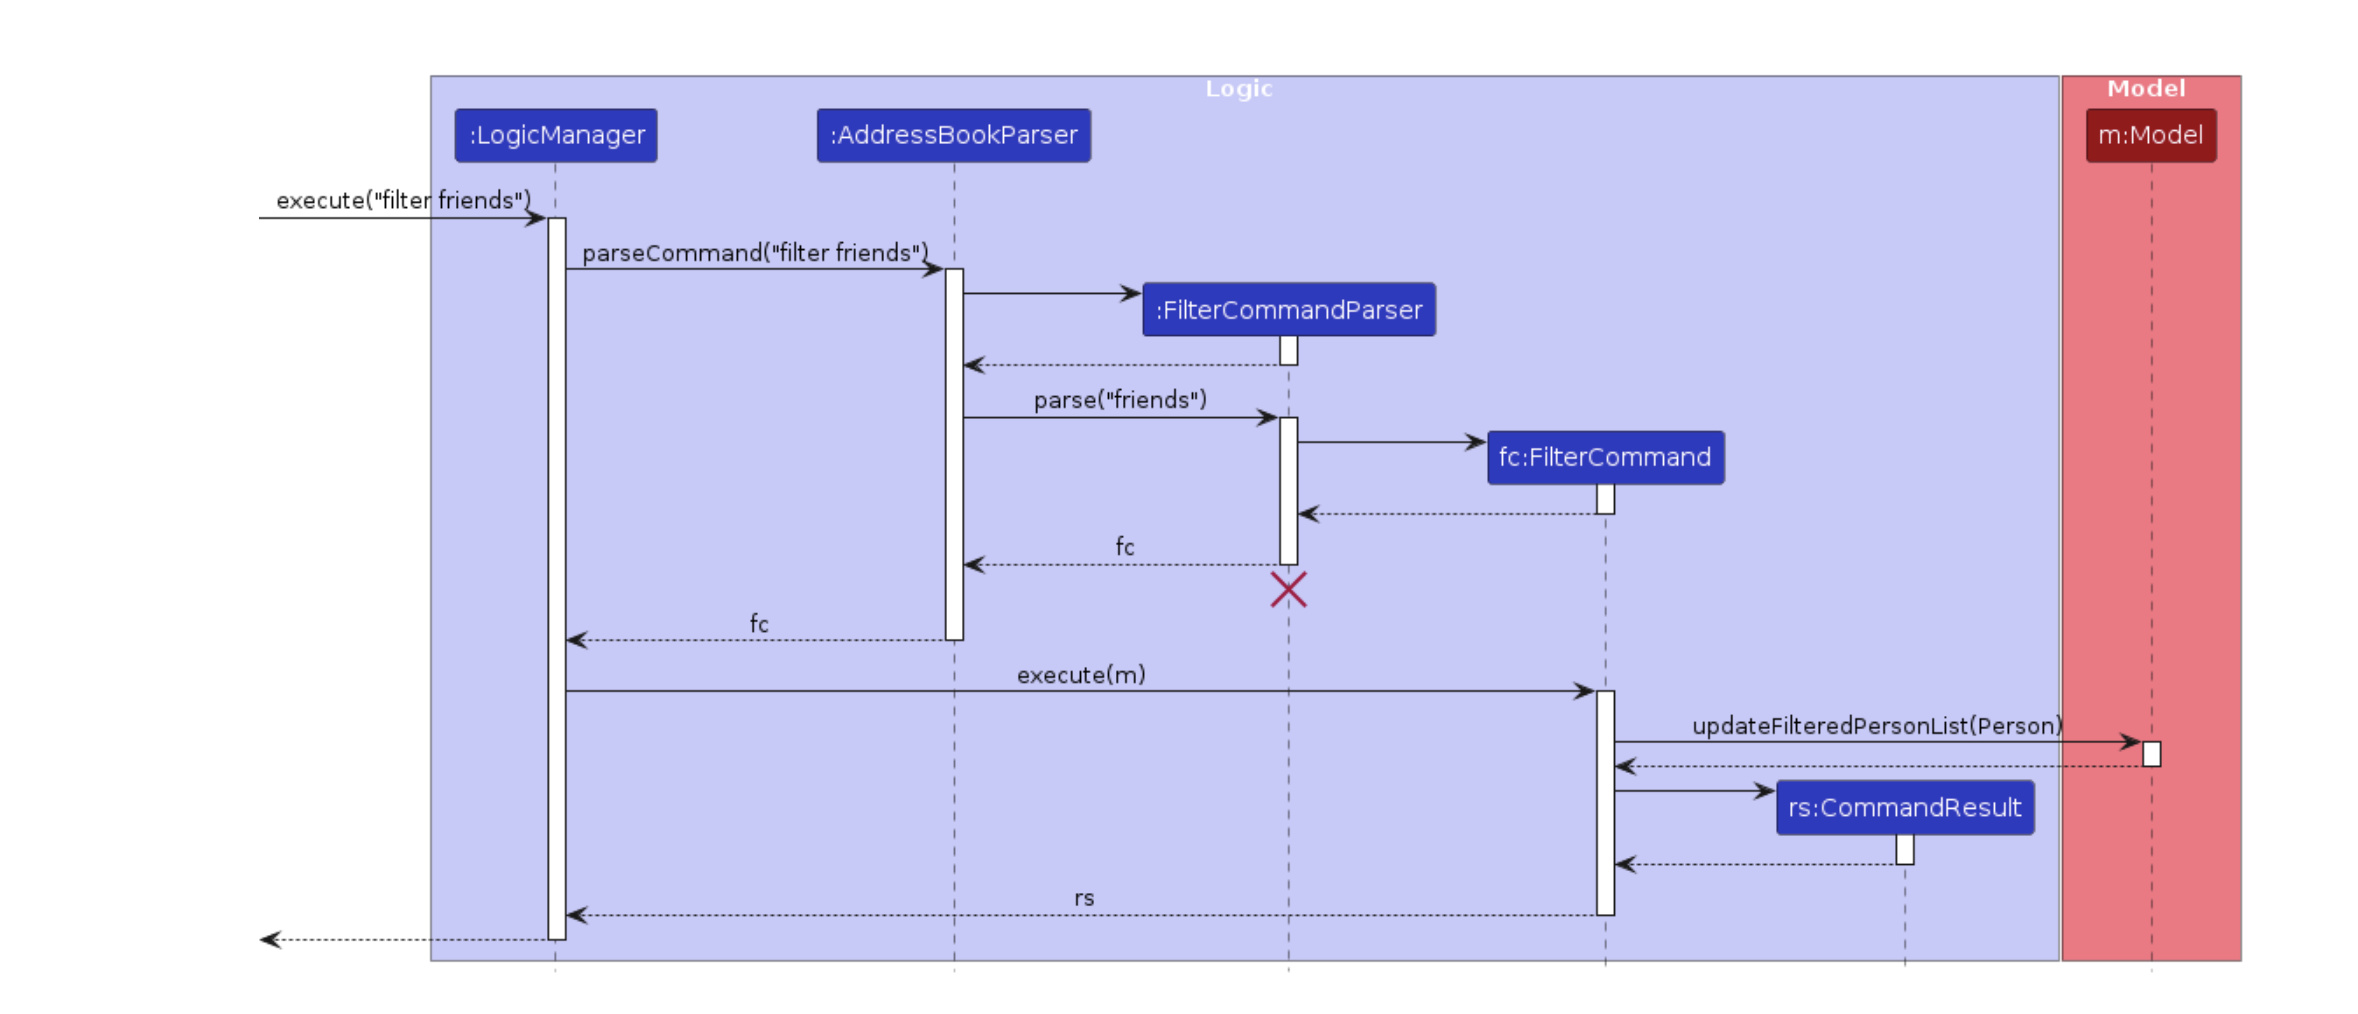 Logic
Model
:LogicManager
:AddressBookParser
m:Model
execute("filter friends")
parseCommand("filter friends")
:FilterCommandParser
parse("friends")
fc:FilterCommand
fc
fc
execute(m)
updateFilteredPersonList(Person)
rs:CommandResult
rs